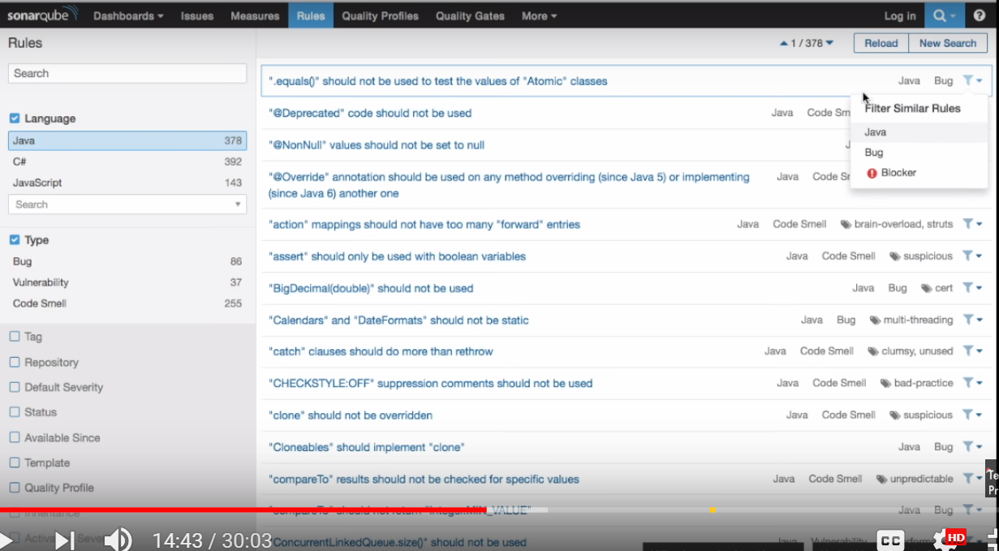 sonarqube Dashboards Issues Measures Rules Quality Profiles Quality Gates More Log in
Rules
1 / 378 Reload New Search
Search
Language
Java 378
C# 392
JavaScript 143
Search
Type
Bug 86
Vulnerability 37
Code Smell 255
Tag
Repository
Default Severity
Status
Available Since
Template
Quality Profile
Inheritance
".equals()" should not be used to test the values of "Atomic" classes Java Bug
Filter Similar Rules
Java
Bug
Blocker
"@Deprecated" code should not be used Java Code Sm
"@NonNull" values should not be set to null J
"@Override" annotation should be used on any method overriding (since Java 5) or implementing Java Code Sm
(since Java 6) another one
"action" mappings should not have too many "forward" entries Java Code Smell brain-overload, struts
"assert" should only be used with boolean variables Java Code Smell suspicious
"BigDecimal(double)" should not be used Java Bug cert
"Calendars" and "DateFormats" should not be static Java Bug multi-threading
"catch" clauses should do more than rethrow Java Code Smell clumsy, unused
"CHECKSTYLE:OFF" suppression comments should not be used Java Code Smell bad-practice
"clone" should not be overridden Java Code Smell suspicious
"Cloneables" should implement "clone" Java Bug
"compareTo" results should not be checked for specific values Java Code Smell unpredictable
"compareTo" should not return "Integer.MIN_VALUE" Java Bug
"ConcurrentLinkedQueue.size()" should not be used Java Vulnerability
Te
Pr
14:43 / 30:03
CC HD